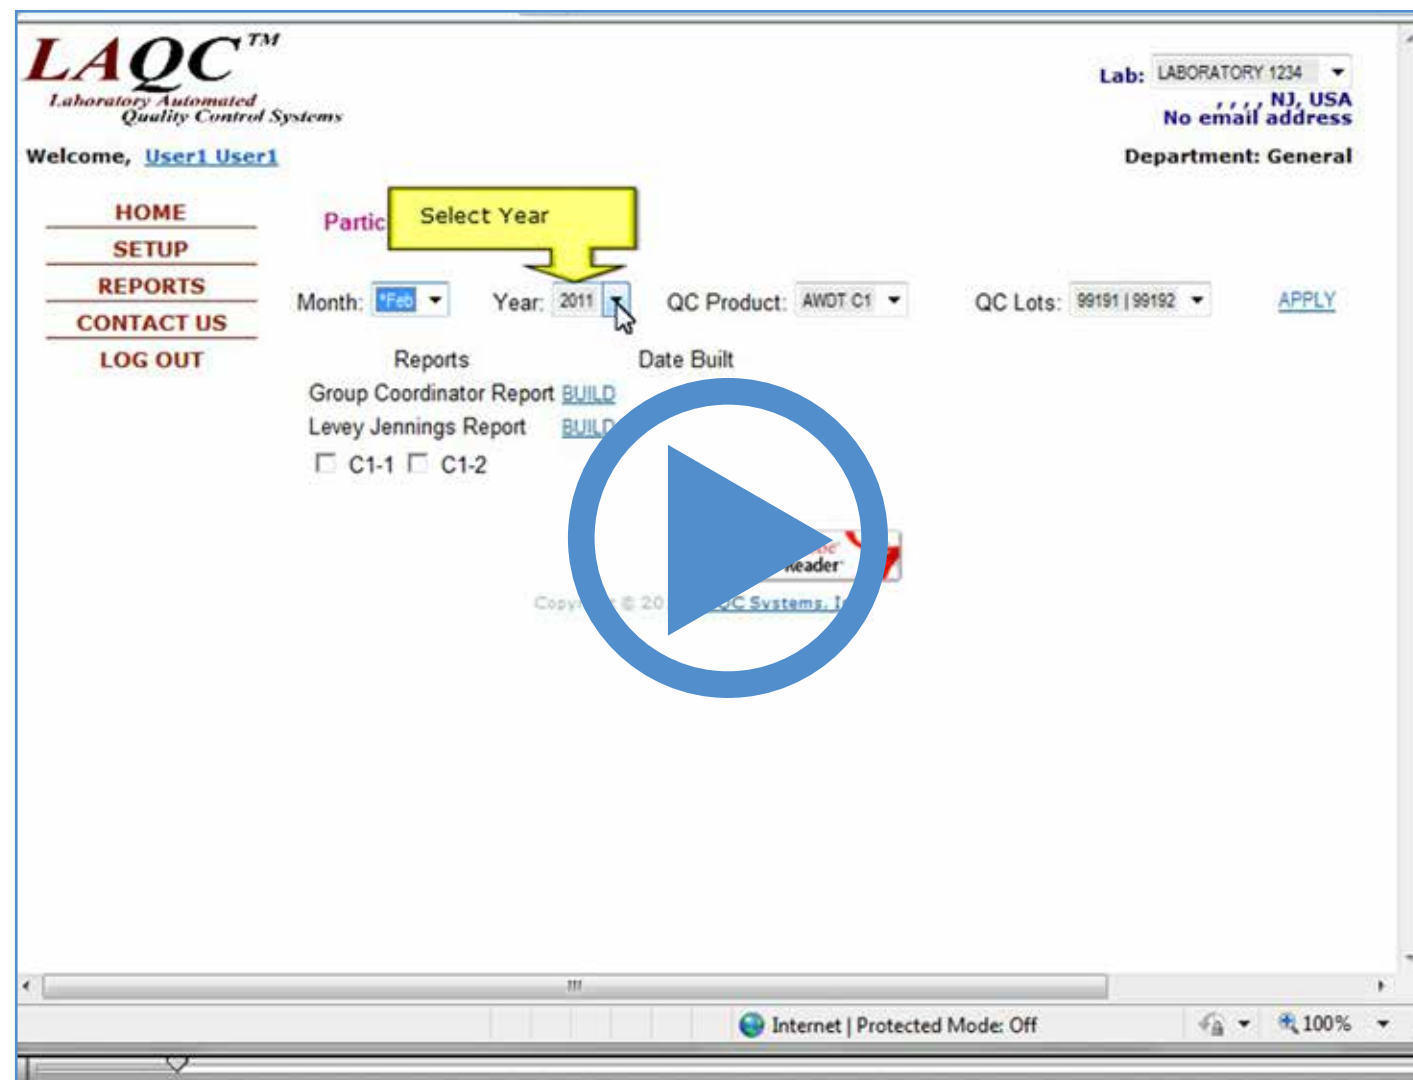 LAQC™
Laboratory Automated
Quality Control Systems
Lab: LABORATORY 1234
, , , , NJ, USA
No email address
Welcome, User1 User1
Department: General
HOME
SETUP
REPORTS
CONTACT US
LOG OUT
Partic
Select Year
Month: *Feb Year: 2011 QC Product: AWDT C1 QC Lots: 99191 | 99192 APPLY
Reports Date Built
Group Coordinator Report BUILD
Levey Jennings Report BUILD
C1-1 C1-2
Reader
© 20 QC Systems, I
Internet | Protected Mode: Off 100%